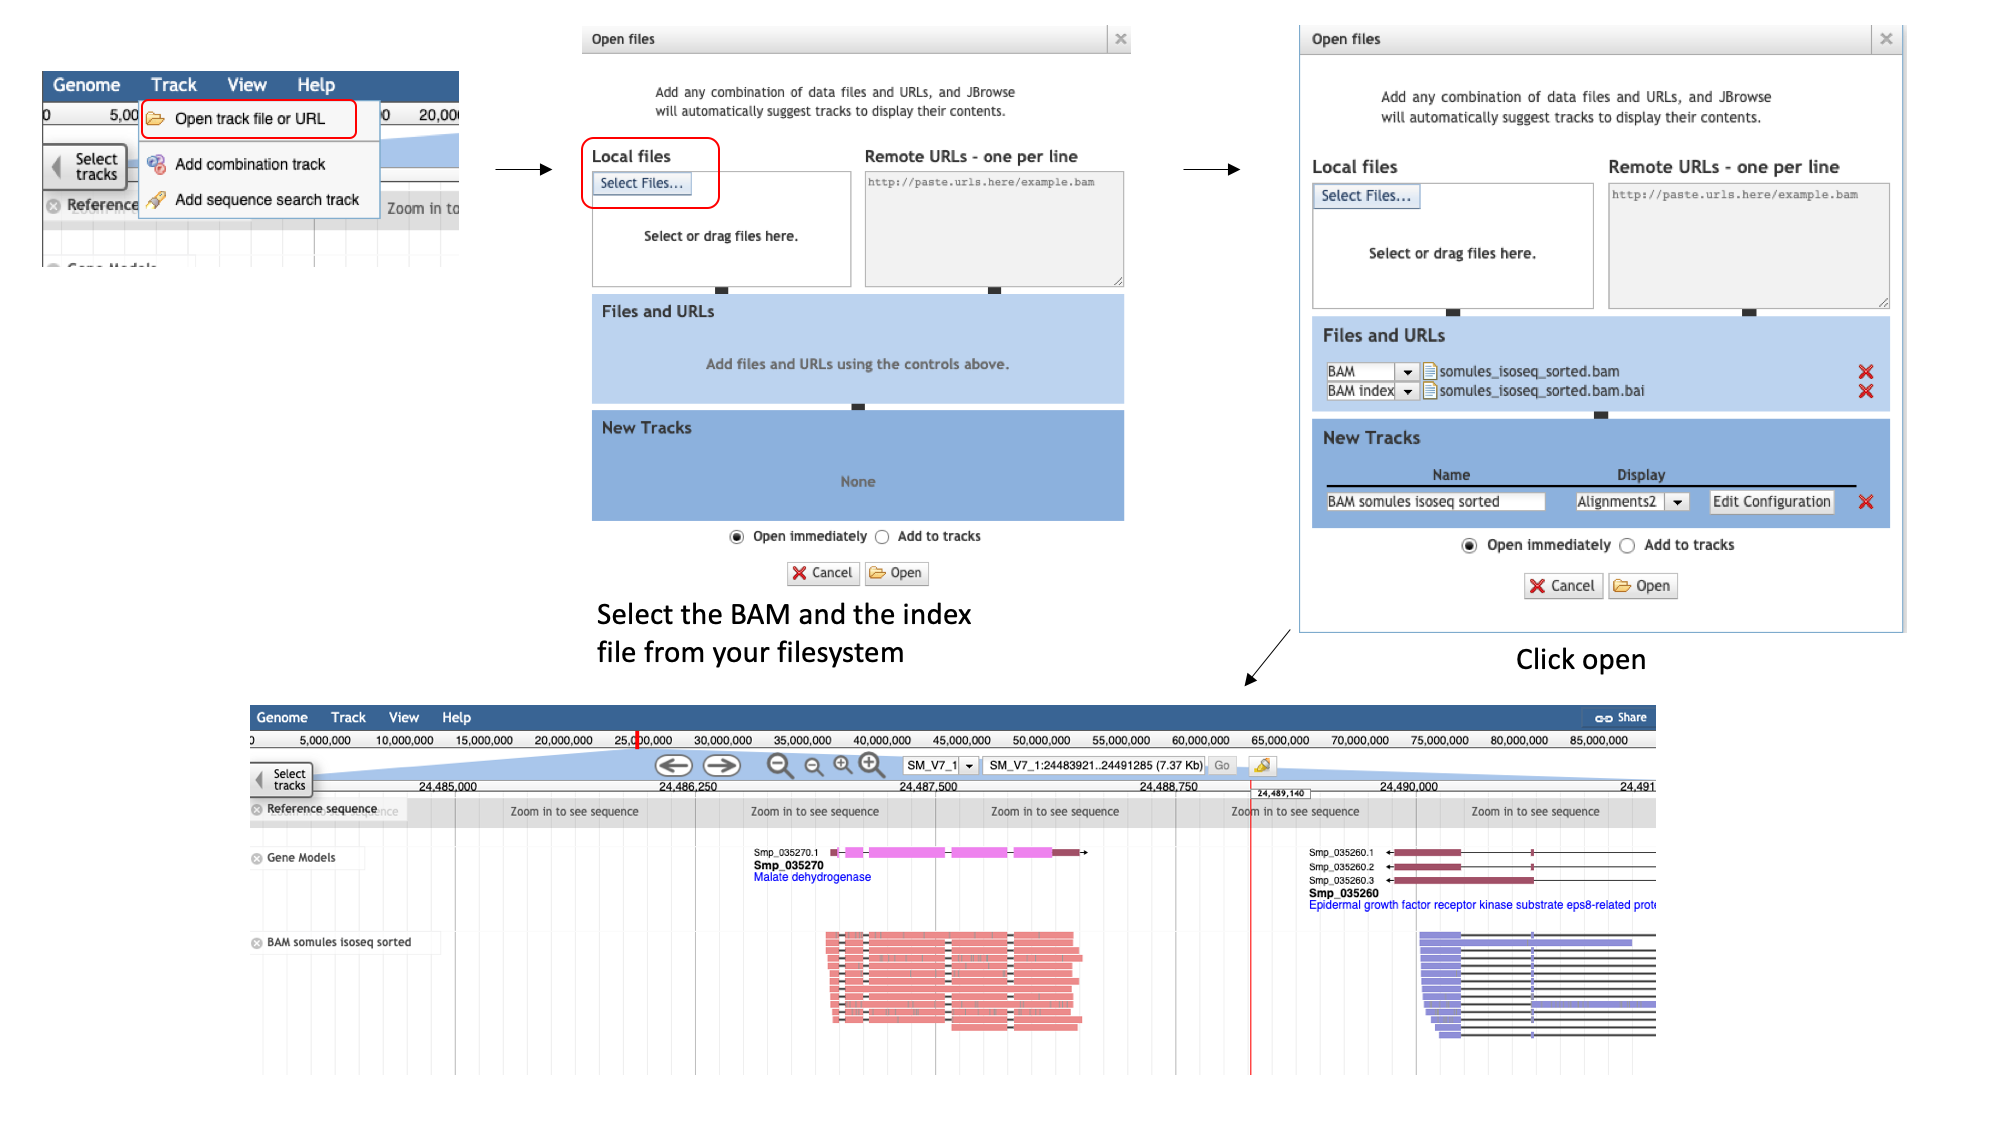 Genome Track View Help
0 5,00 0 20,00
Open track file or URL
Select
tracks
Add combination track
Add sequence search track
Reference
Zoom in to
Gene Models
Open files
Add any combination of data files and URLs, and JBrowse
will automatically suggest tracks to display their contents.
Local files
Remote URLs - one per line
Select Files...
http://paste.urls.here/example.bam
Select or drag files here.
Files and URLs
Add files and URLs using the controls above.
New Tracks
None
Open immediately Add to tracks
Cancel Open
Select the BAM and the index
file from your filesystem
Open files
Add any combination of data files and URLs, and JBrowse
will automatically suggest tracks to display their contents.
Local files
Remote URLs - one per line
Select Files...
http://paste.urls.here/example.bam
Select or drag files here.
Files and URLs
BAM somules_isoseq_sorted.bam
BAM index somules_isoseq_sorted.bam.bai
New Tracks
Name Display
BAM somules isoseq sorted Alignments2 Edit Configuration
Open immediately Add to tracks
Cancel Open
Click open
Genome Track View Help Share
0 5,000,000 10,000,000 15,000,000 20,000,000 25,000,000 30,000,000 35,000,000 40,000,000 45,000,000 50,000,000 55,000,000 60,000,000 65,000,000 70,000,000 75,000,000 80,000,000 85,000,000
SM_V7_1 SM_V7_1:24483921..24491285 (7.37 Kb) Go
Select
tracks
24,485,000 24,486,250 24,487,500 24,488,750 24,490,000 24,491
24,489,140
Reference sequence Zoom in to see sequence Zoom in to see sequence Zoom in to see sequence Zoom in to see sequence Zoom in to see sequence Zoom in to see sequence
Gene Models
Smp_035270.1
Smp_035270
Malate dehydrogenase
Smp_035260.1
Smp_035260.2
Smp_035260.3
Smp_035260
Epidermal growth factor receptor kinase substrate eps8-related prote
BAM somules isoseq sorted